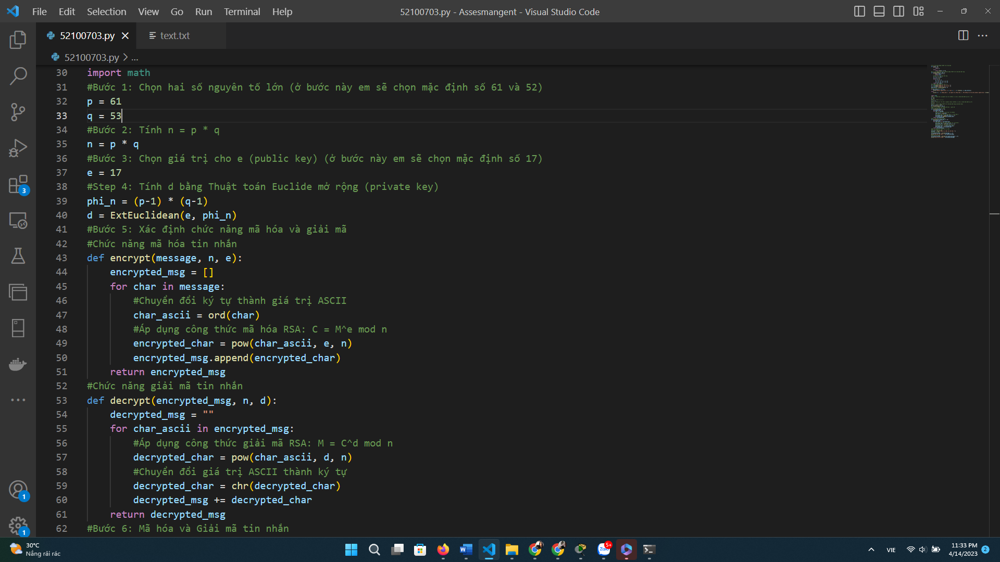 File Edit Selection View Go Run Terminal Help
52100703.py - Assesmangent - Visual Studio Code
52100703.py
text.txt
52100703.py > ...
30 import math
31 #Bước 1: Chọn hai số nguyên tố lớn (ở bước này em sẽ chọn mặc định số 61 và 52)
32 p = 61
33 q = 53
34 #Bước 2: Tính n = p * q
35 n = p * q
36 #Bước 3: Chọn giá trị cho e (public key) (ở bước này em sẽ chọn mặc định số 17)
37 e = 17
38 #Step 4: Tính d bằng Thuật toán Euclide mở rộng (private key)
39 phi_n = (p-1) * (q-1)
40 d = ExtEuclidean(e, phi_n)
41 #Bước 5: Xác định chức năng mã hóa và giải mã
42 #Chức năng mã hóa tin nhắn
43 def encrypt(message, n, e):
44     encrypted_msg = []
45     for char in message:
46         #Chuyển đổi ký tự thành giá trị ASCII
47         char_ascii = ord(char)
48         #Áp dụng công thức mã hóa RSA: C = M^e mod n
49         encrypted_char = pow(char_ascii, e, n)
50         encrypted_msg.append(encrypted_char)
51     return encrypted_msg
52 #Chức năng giải mã tin nhắn
53 def decrypt(encrypted_msg, n, d):
54     decrypted_msg = ""
55     for char_ascii in encrypted_msg:
56         #Áp dụng công thức giải mã RSA: M = C^d mod n
57         decrypted_char = pow(char_ascii, d, n)
58         #Chuyển đổi giá trị ASCII thành ký tự
59         decrypted_char = chr(decrypted_char)
60         decrypted_msg += decrypted_char
61     return decrypted_msg
62 #Bước 6: Mã hóa và Giải mã tin nhắn
3
1
1
30°C
Nắng rải rác
Zalo
5+
VIE
11:33 PM
4/14/2023
2